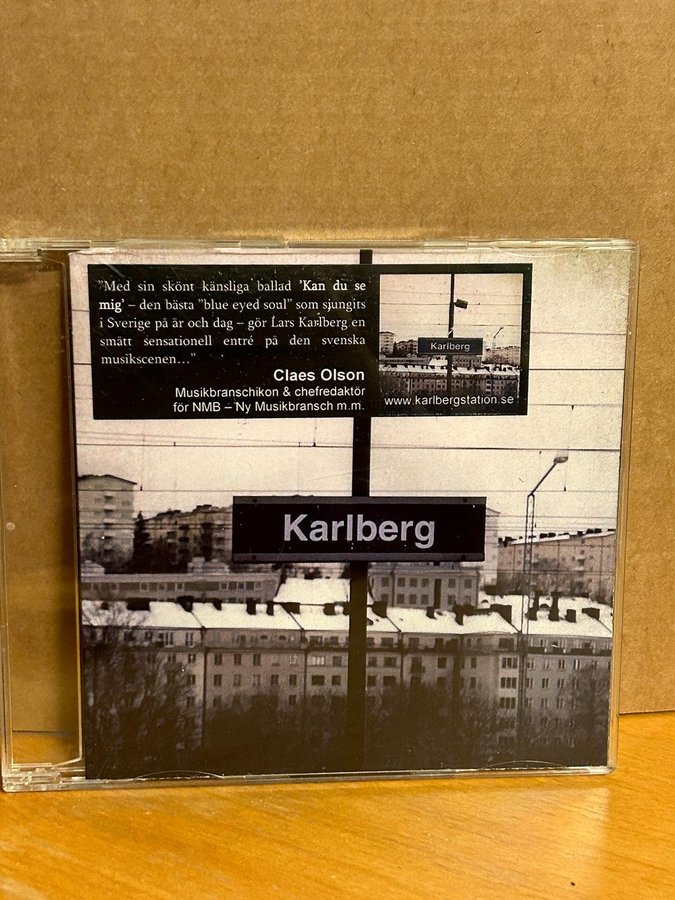 "Med sin skönt känsliga ballad 'Kan du se
mig' – den bästa "blue eyed soul" som sjungits
i Sverige på år och dag – gör Lars Karlberg en
smått sensationell entré på den svenska
musikscenen…"
Claes Olson
Musikbranschikon & chefredaktör
för NMB – Ny Musikbransch m.m.
Karlberg
www.karlbergstation.se
Karlberg